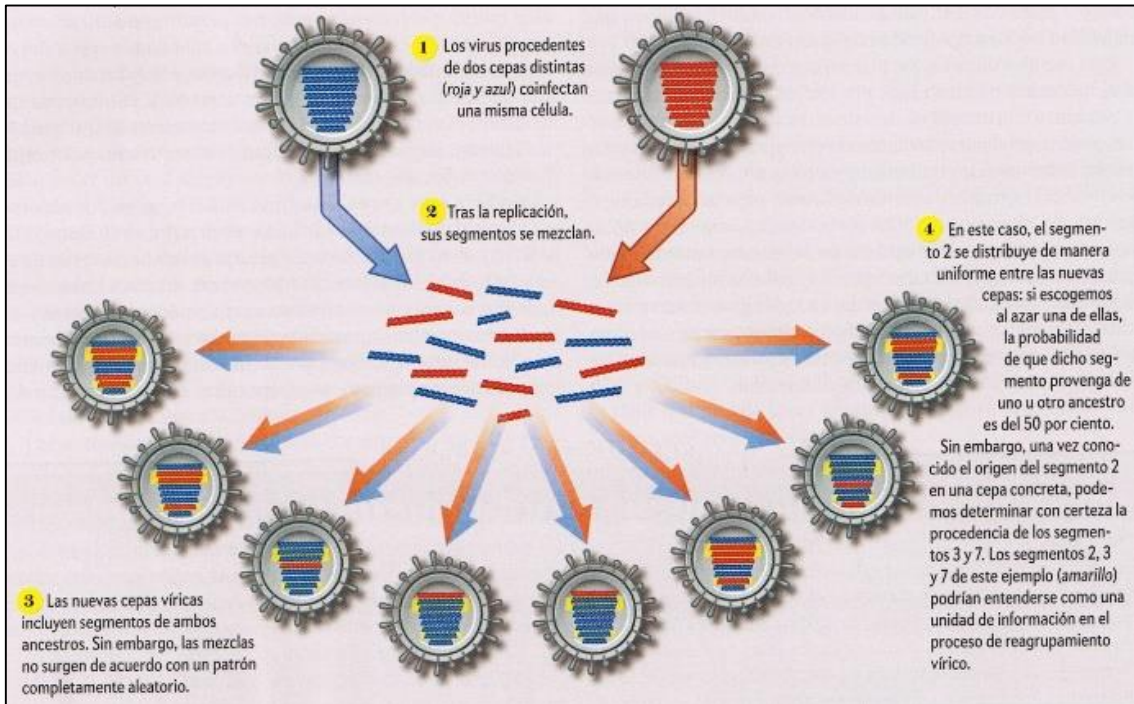 1 Los virus procedentes
de dos cepas distintas
(roja y azul) coinfectan
una misma célula.
2 Tras la replicación,
sus segmentos se mezclan.
3 Las nuevas cepas víricas
incluyen segmentos de ambos
ancestros. Sin embargo, las mezclas
no surgen de acuerdo con un patrón
completamente aleatorio.
4 En este caso, el segmen-
to 2 se distribuye de manera
uniforme entre las nuevas
cepas: si escogemos
al azar una de ellas,
la probabilidad
de que dicho seg-
mento provenga de
uno u otro ancestro
es del 50 por ciento.
Sin embargo, una vez cono-
cido el origen del segmento 2
en una cepa concreta, pode-
mos determinar con certeza la
procedencia de los segmen-
tos 3 y 7. Los segmentos 2, 3
y 7 de este ejemplo (amarillo)
podrían entenderse como una
unidad de información en el
proceso de reagrupamiento
vírico.